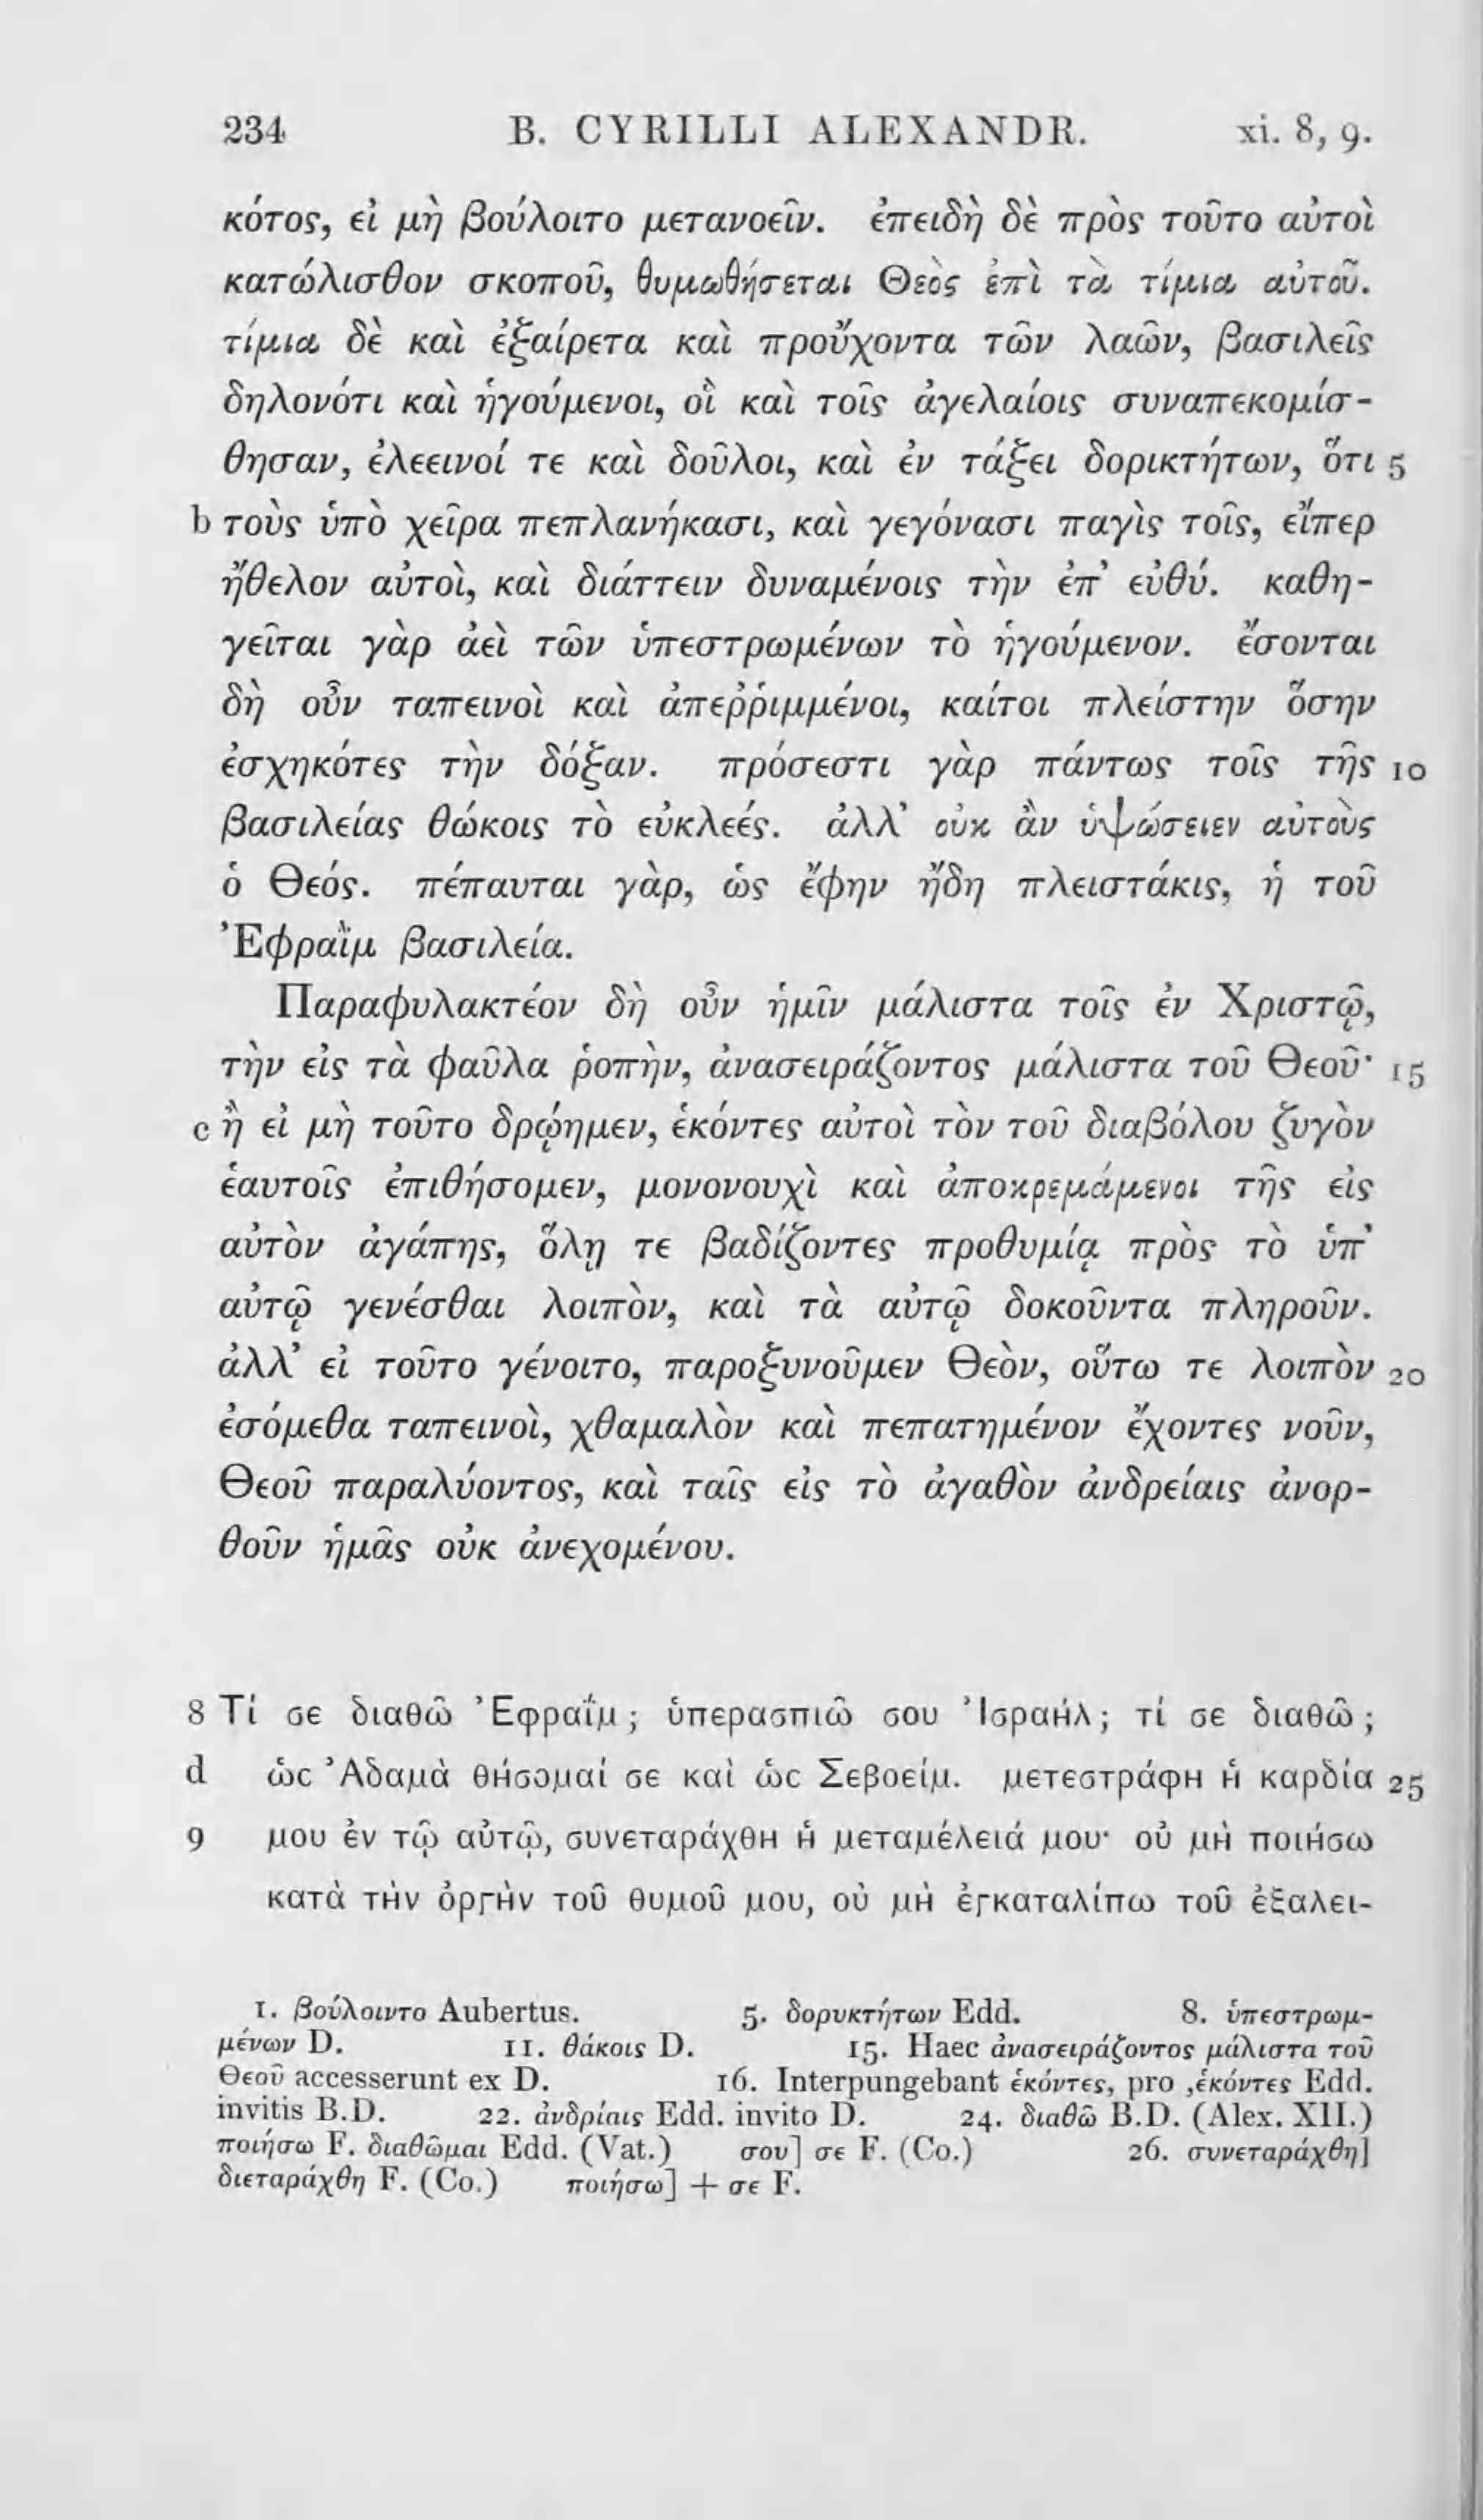 234 B. CYRILLI ALEXANDR. xi. 8, 9.
κότος, εἰ μὴ βούλοιτο μετανοεῖν. ἐπειδὴ δὲ πρὸς τοῦτο αὐτοὶ
κατώλισθον σκοποῦ, θυμωθήσεται Θεὸς ἐπὶ τὰ τίμια αὐτοῦ.
τίμια δὲ καὶ ἐξαίρετα καὶ προὔχοντα τῶν λαῶν, βασιλεῖς
δηλονότι καὶ ἡγούμενοι, οἳ καὶ τοῖς ἀγελαίοις συναπεκομίσ-
θησαν, ἐλεεινοί τε καὶ δοῦλοι, καὶ ἐν τάξει δορικτήτων, ὅτι 5
b τοὺς ὑπὸ χεῖρα πεπλανήκασι, καὶ γεγόνασι παγὶς τοῖς, εἴπερ
ἤθελον αὐτοὶ, καὶ διάττειν δυναμένοις τὴν ἐπ' εὐθύ. καθη-
γεῖται γὰρ ἀεὶ τῶν ὑπεστρωμένων τὸ ἡγούμενον. ἔσονται
δὴ οὖν ταπεινοὶ καὶ ἀπεῤῥιμμένοι, καίτοι πλείστην ὅσην
ἐσχηκότες τὴν δόξαν. πρόσεστι γὰρ πάντως τοῖς τῆς 10
βασιλείας θώκοις τὸ εὐκλεές. ἀλλ' οὐκ ἂν ὑψώσειεν αὐτοὺς
ὁ Θεός. πέπαυται γὰρ, ὡς ἔφην ἤδη πλειστάκις, ἡ τοῦ
Ἐφραῒμ βασιλεία.
Παραφυλακτέον δὴ οὖν ἡμῖν μάλιστα τοῖς ἐν Χριστῷ,
τὴν εἰς τὰ φαῦλα ῥοπὴν, ἀνασειράζοντος μάλιστα τοῦ Θεοῦ· 15
c ἢ εἰ μὴ τοῦτο δρῴημεν, ἑκόντες αὐτοὶ τὸν τοῦ διαβόλου ζυγὸν
ἑαυτοῖς ἐπιθήσομεν, μονονουχὶ καὶ ἀποκρεμάμενοι τῆς εἰς
αὐτὸν ἀγάπης, ὅλῃ τε βαδίζοντες προθυμίᾳ πρὸς τὸ ὑπ'
αὐτῷ γενέσθαι λοιπὸν, καὶ τὰ αὐτῷ δοκοῦντα πληροῦν.
ἀλλ' εἰ τοῦτο γένοιτο, παροξυνοῦμεν Θεὸν, οὕτω τε λοιπὸν 20
ἐσόμεθα ταπεινοὶ, χθαμαλὸν καὶ πεπατημένον ἔχοντες νοῦν,
Θεοῦ παραλύοντος, καὶ ταῖς εἰς τὸ ἀγαθὸν ἀνδρείαις ἀνορ-
θοῦν ἡμᾶς οὐκ ἀνεχομένου.
8 Τί σε διαθῶ Ἐφραΐμ; ὑπερασπιῶ σου Ἰσραήλ; τί σε διαθῶ;
d ὡς Ἀδαμὰ θήσομαί σε καὶ ὡς Σεβοείμ. μετεστράφη ἡ καρδία 25
9 μου ἐν τῷ αὐτῷ, συνεταράχθη ἡ μεταμέλειά μου· οὐ μὴ ποιήσω
κατὰ τὴν ὀργὴν τοῦ θυμοῦ μου, οὐ μὴ ἐγκαταλίπω τοῦ ἐξαλει-
1. βούλοιντο Aubertus. 5. δορυκτήτων Edd. 8. ὑπεστρωμ-
μένων D. 11. θάκοις D. 15. Haec ἀνασειράζοντος μάλιστα τοῦ
Θεοῦ accesserunt ex D. 16. Interpungebant ἑκόντες, pro ,ἑκόντες Edd.
invitis B.D. 22. ἀνδρίαις Edd. invito D. 24. διαθῶ B.D. (Alex. XII.)
ποιήσω F. διαθῶμαι Edd. (Vat.) σου] σε F. (Co.) 26. συνεταράχθη]
διεταράχθη F. (Co.) ποιήσω] + σε F.